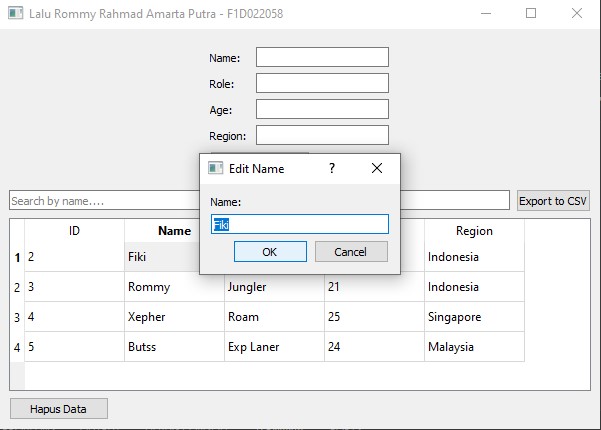 Lalu Rommy Rahmad Amarta Putra - F1D022058
Name:
Role:
Age:
Region:
Edit Name
?
Name:
Fiki
OK Cancel
Search by name.... Export to CSV
ID Name Region
1 2 Fiki Indonesia
2 3 Rommy Jungler 21 Indonesia
3 4 Xepher Roam 25 Singapore
4 5 Butss Exp Laner 24 Malaysia
Hapus Data